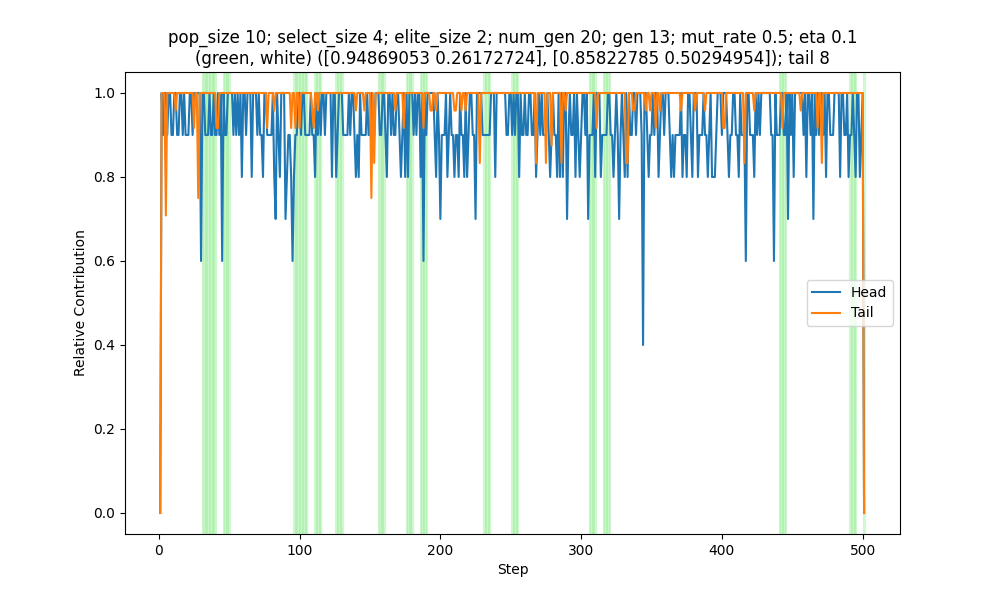 pop_size 10; select_size 4; elite_size 2; num_gen 20; gen 13; mut_rate 0.5; eta 0.1
(green, white) ([0.94869053 0.26172724], [0.85822785 0.50294954]); tail 8
1.0
0.8
0.6
0.4
0.2
0.0
Relative Contribution
Head
Tail
0 100 200 300 400 500
Step